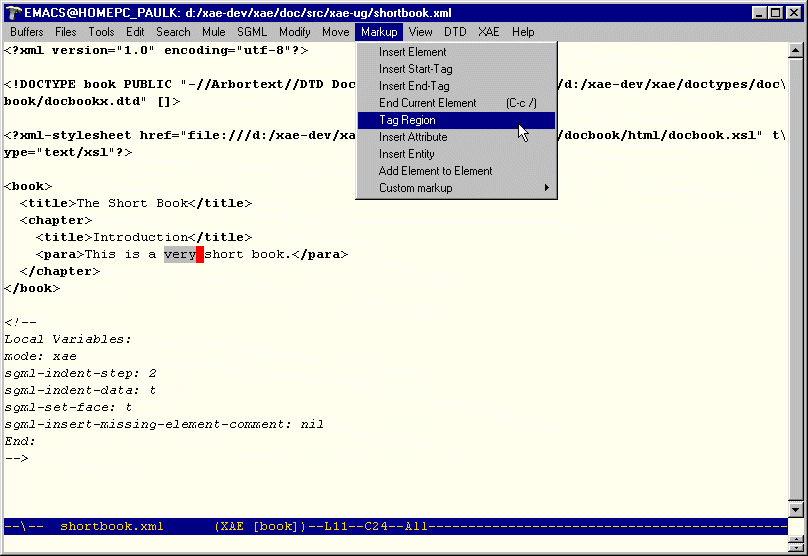 EMACS@HOMEPC_PAULK: d:/xae-dev/xae/doc/src/xae-ug/shortbook.xml
Buffers Files Tools Edit Search Mule SGML Modify Move Markup View DTD XAE Help
<?xml version="1.0" encoding="utf-8"?>
<!DOCTYPE book PUBLIC "-//Arbortext//DTD Doc /d:/xae-dev/xae/doctypes/doc\
book/docbookx.dtd" []>
<?xml-stylesheet href="file:///d:/xae-dev/xa /docbook/html/docbook.xsl" t\
ype="text/xsl"?>
Insert Element
Insert Start-Tag
Insert End-Tag
End Current Element (C-c /)
Tag Region
Insert Attribute
Insert Entity
Add Element to Element
Custom markup
<book>
<title>The Short Book</title>
<chapter>
<title>Introduction</title>
<para>This is a very short book.</para>
</chapter>
</book>
<!--
Local Variables:
mode: xae
sgml-indent-step: 2
sgml-indent-data: t
sgml-set-face: t
sgml-insert-missing-element-comment: nil
End:
-->
--\-- shortbook.xml (XAE [book])--L11--C24--All----------------------------------------------